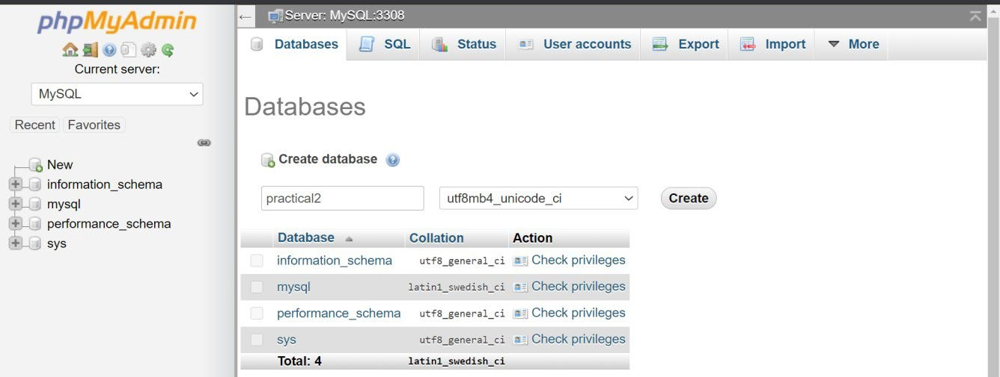 phpMyAdmin
Current server:
MySQL
Recent Favorites
New
information_schema
mysql
performance_schema
sys
Server: MySQL:3308
Databases SQL Status User accounts Export Import More
Databases
Create database
practical2 utf8mb4_unicode_ci Create
Database Collation Action
information_schema utf8_general_ci Check privileges
mysql latin1_swedish_ci Check privileges
performance_schema utf8_general_ci Check privileges
sys utf8_general_ci Check privileges
Total: 4 latin1_swedish_ci